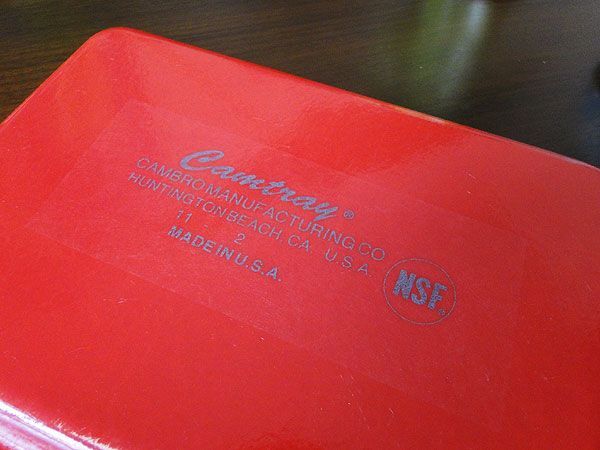 Camtray®
CAMBRO MANUFACTURING CO
HUNTINGTON BEACH, CA U.S.A.
11 - 2
MADE IN U.S.A.
NSF®